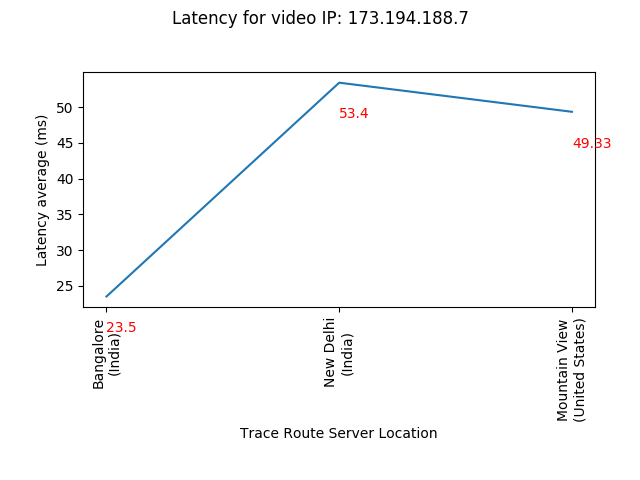 Latency for video IP: 173.194.188.7
Latency average (ms)
50
45
40
35
30
25
53.4
49.33
23.5
Bangalore
(India)
New Delhi
(India)
Mountain View
(United States)
Trace Route Server Location